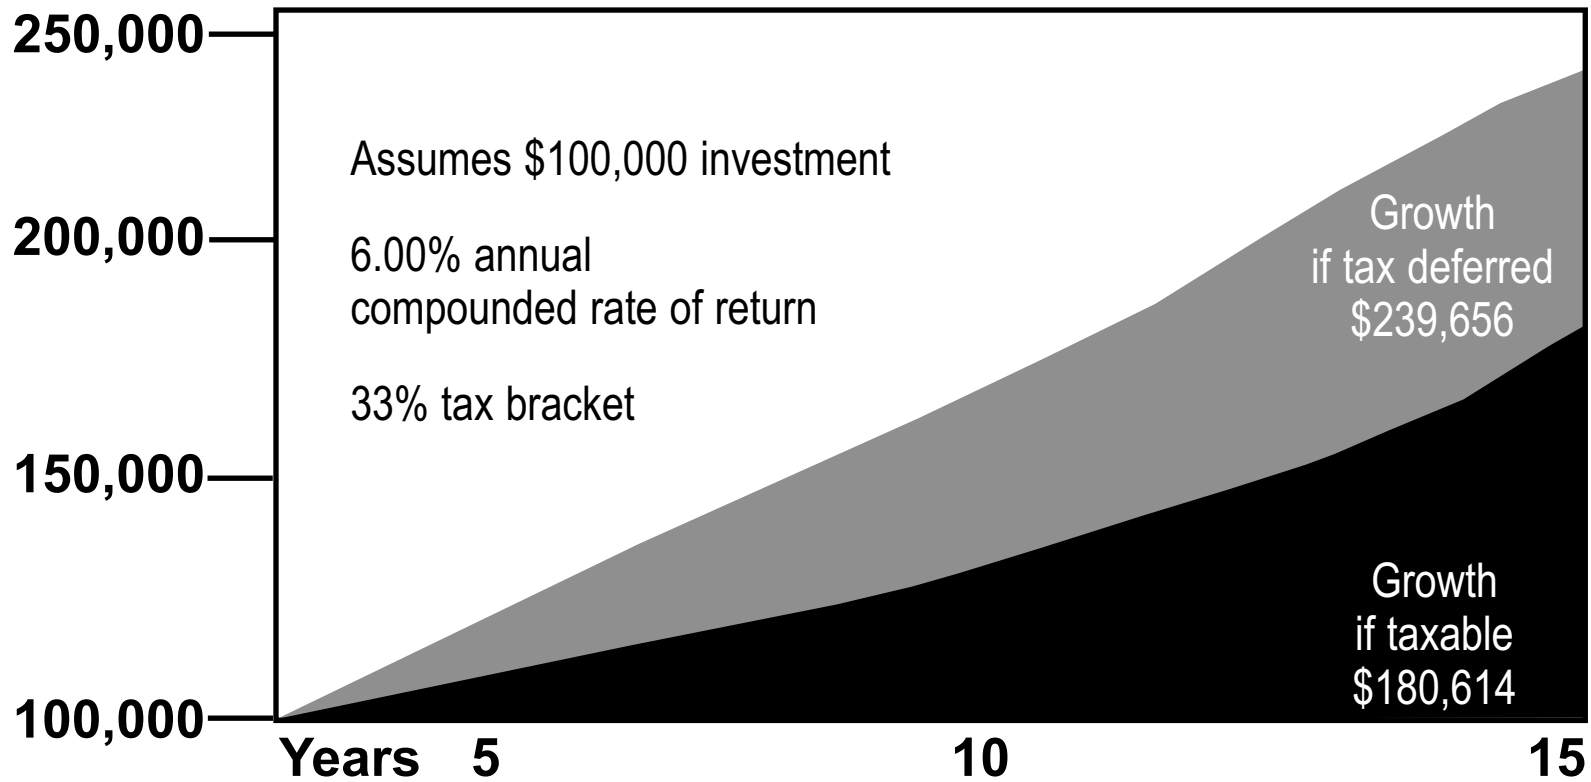 250,000
Assumes $100,000 investment
200,000
6.00% annual
compounded rate of return
33% tax bracket
Growth
if tax deferred
$239,656
150,000
Growth
if taxable
$180,614
100,000
Years 5 10 15